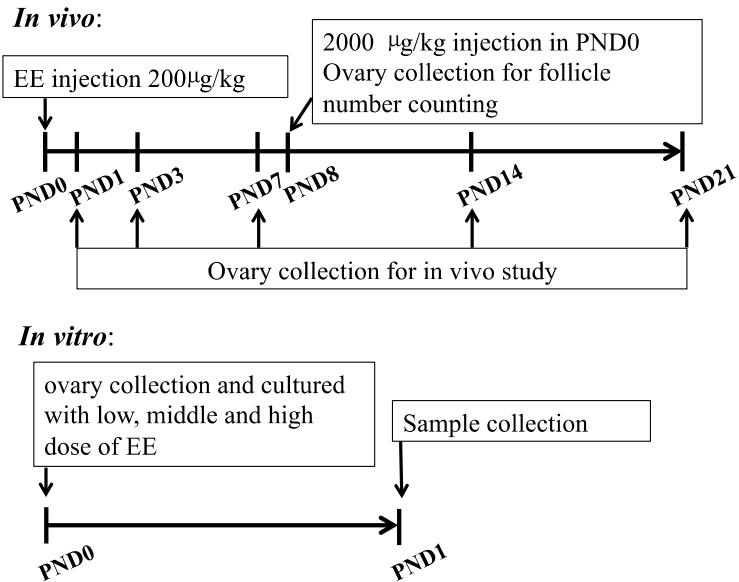 In vivo:
2000 μg/kg injection in PND0
Ovary collection for follicle
number counting
EE injection 200μg/kg
PND0
PND1
PND3
PND7
PND8
PND14
PND21
Ovary collection for in vivo study
In vitro:
ovary collection and cultured
with low, middle and high
dose of EE
Sample collection
PND0
PND1